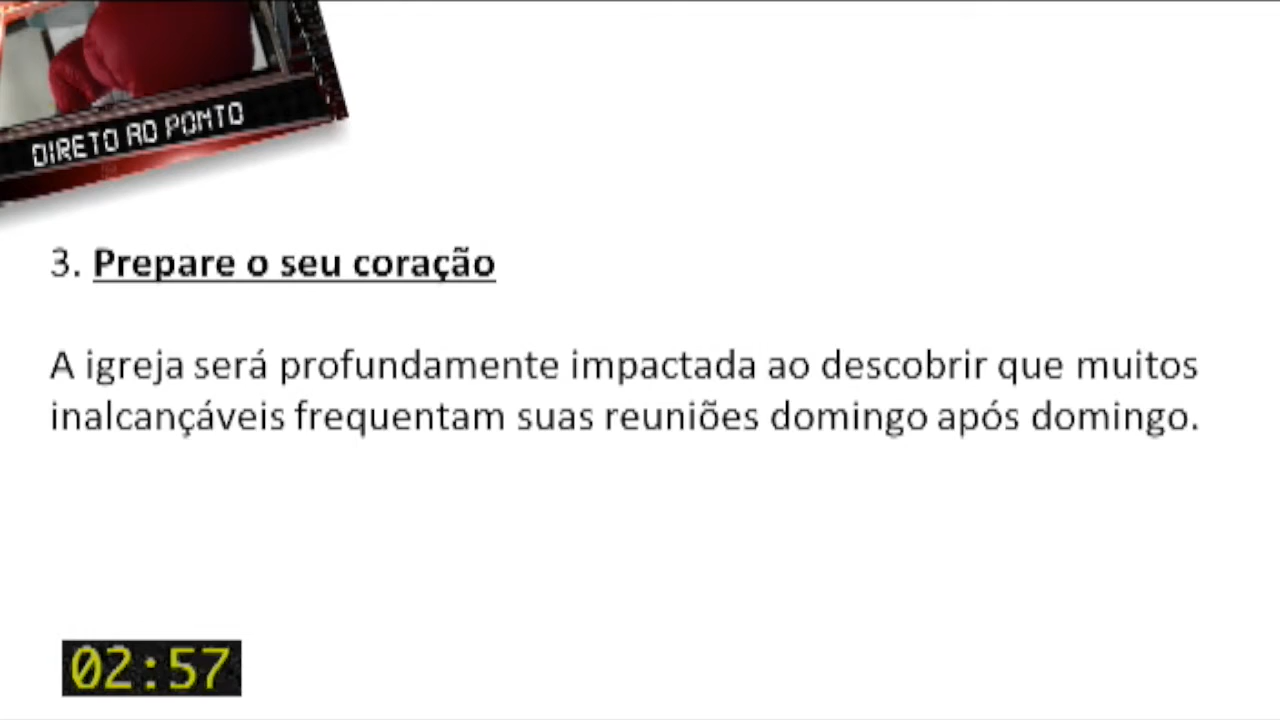 DIRETO AO PONTO
3. Prepare o seu coração
A igreja será profundamente impactada ao descobrir que muitos
inalcançáveis frequentam suas reuniões domingo após domingo.
02:57